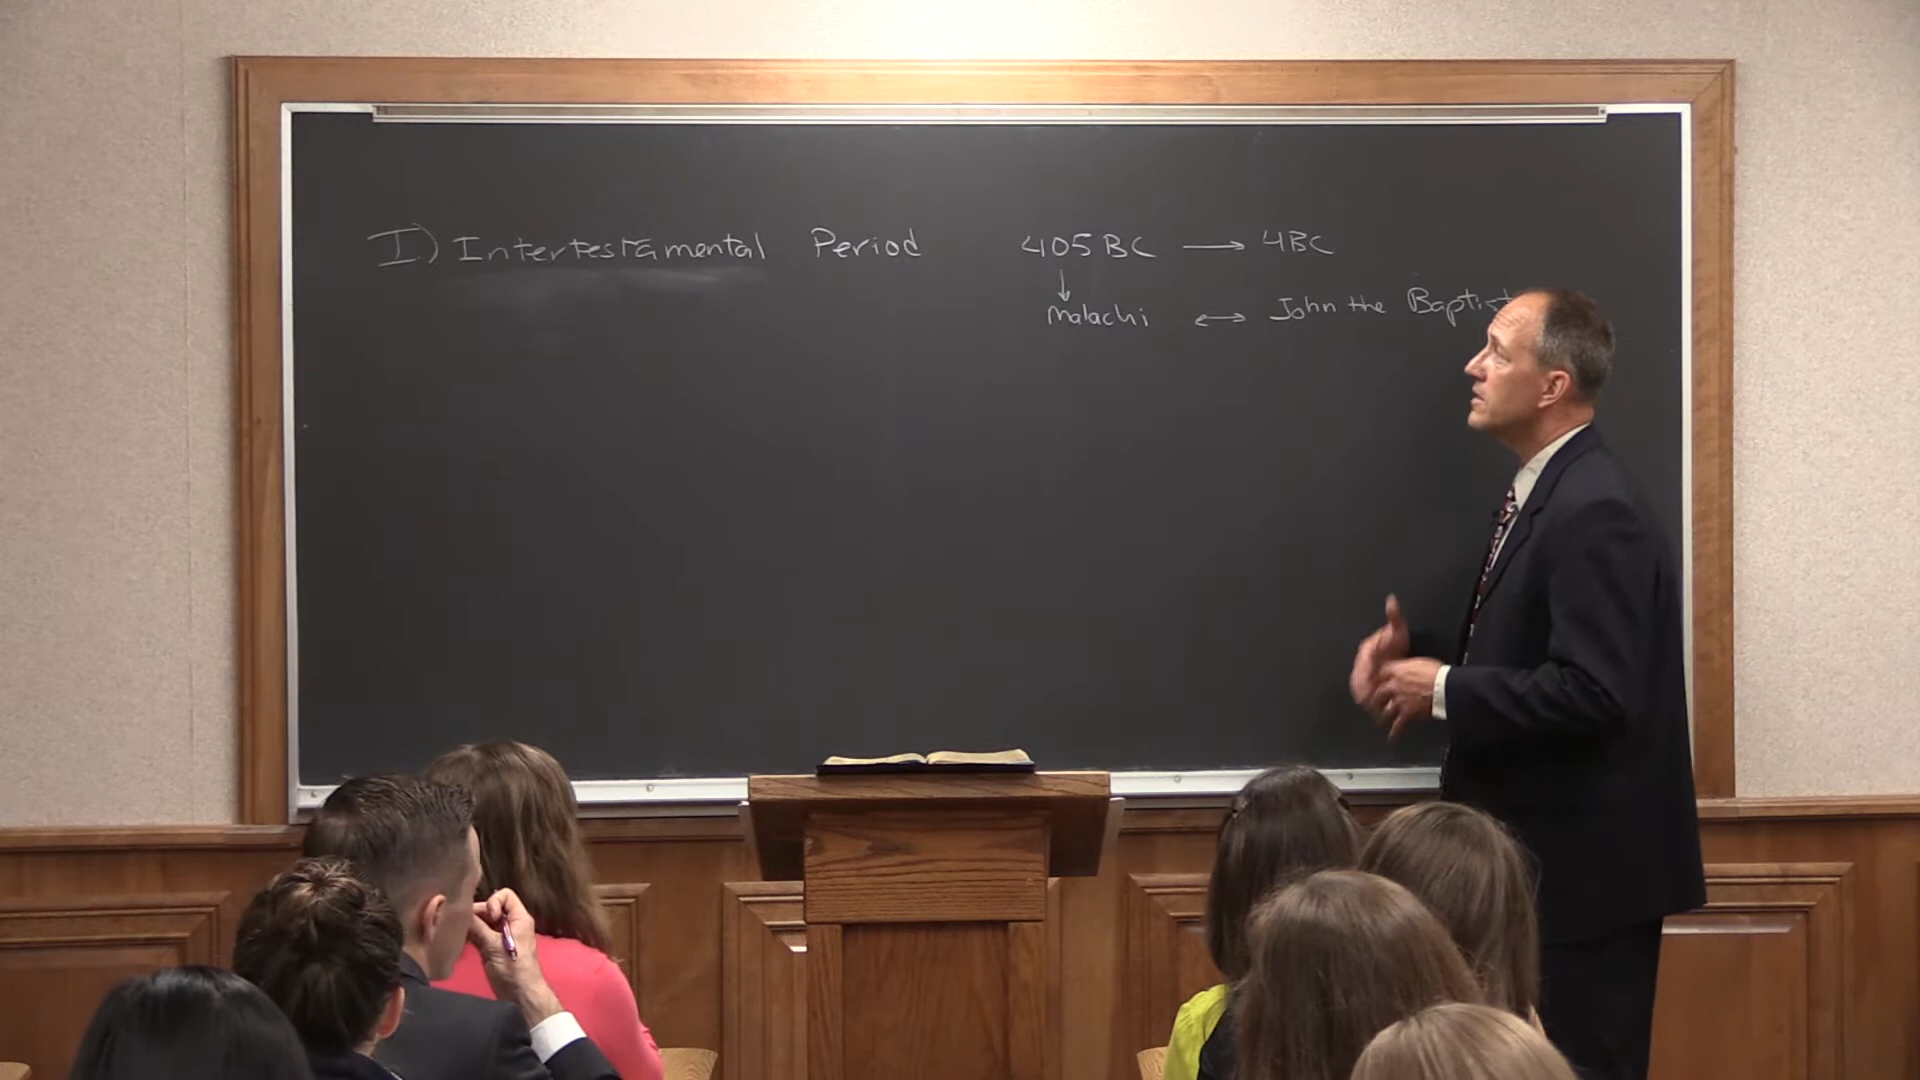 I.) Intertestamental Period 405 BC → 4BC
↓
Malachi ↔ John the Baptist